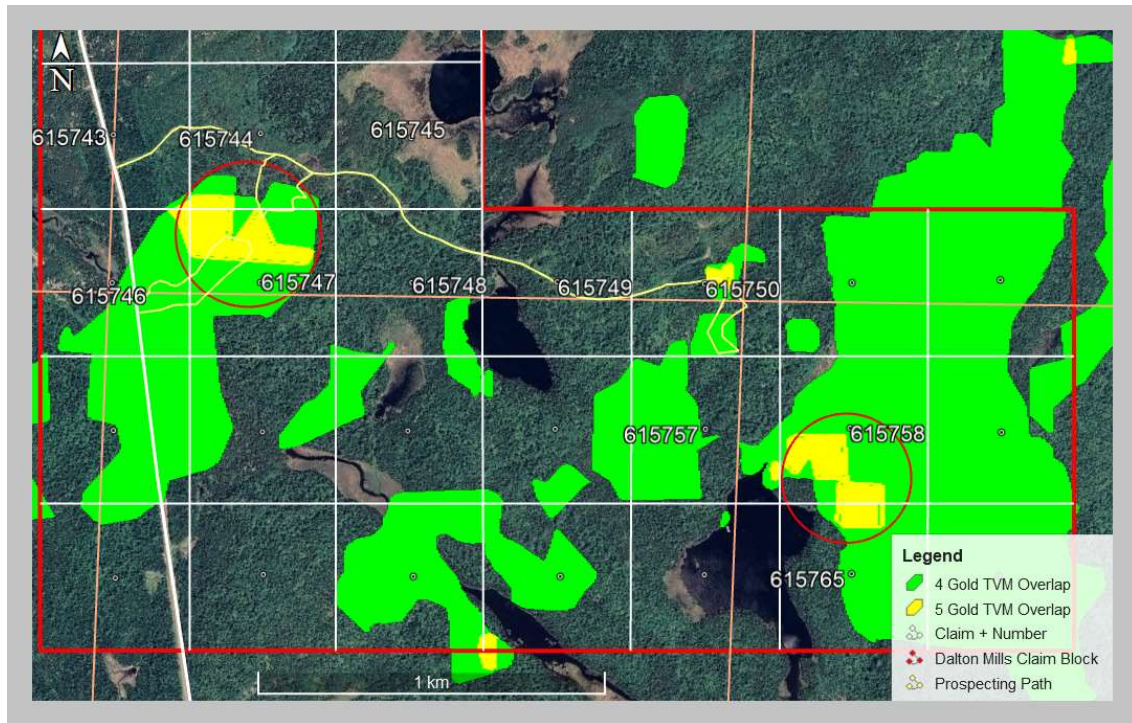 N
615743
615744
615745
615746
615747
615748
615749
615750
615757
615758
615765
1 km
Legend
4 Gold TVM Overlap
5 Gold TVM Overlap
Claim + Number
Dalton Mills Claim Block
Prospecting Path